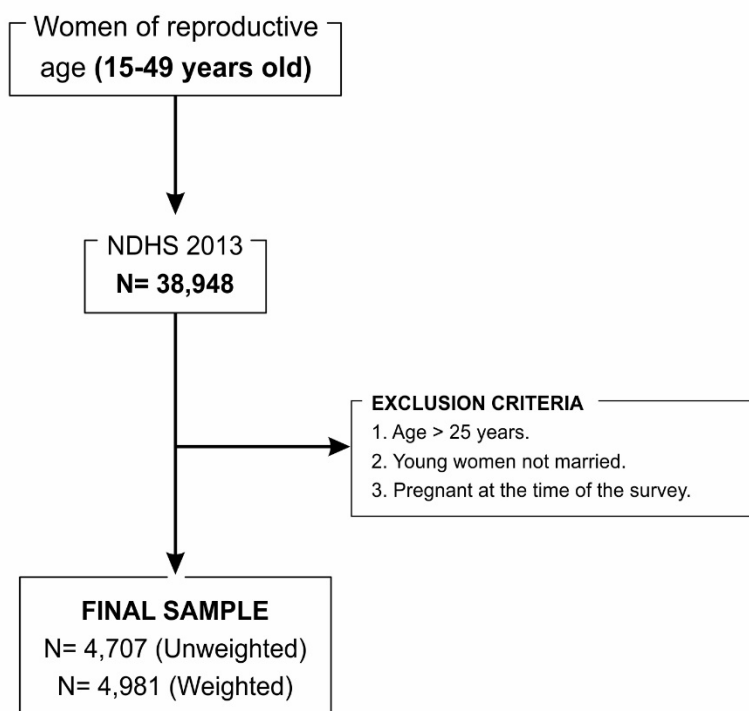 Women of reproductive
age (15-49 years old)
NDHS 2013
N= 38,948
EXCLUSION CRITERIA
1. Age > 25 years.
2. Young women not married.
3. Pregnant at the time of the survey.
FINAL SAMPLE
N= 4,707 (Unweighted)
N= 4,981 (Weighted)